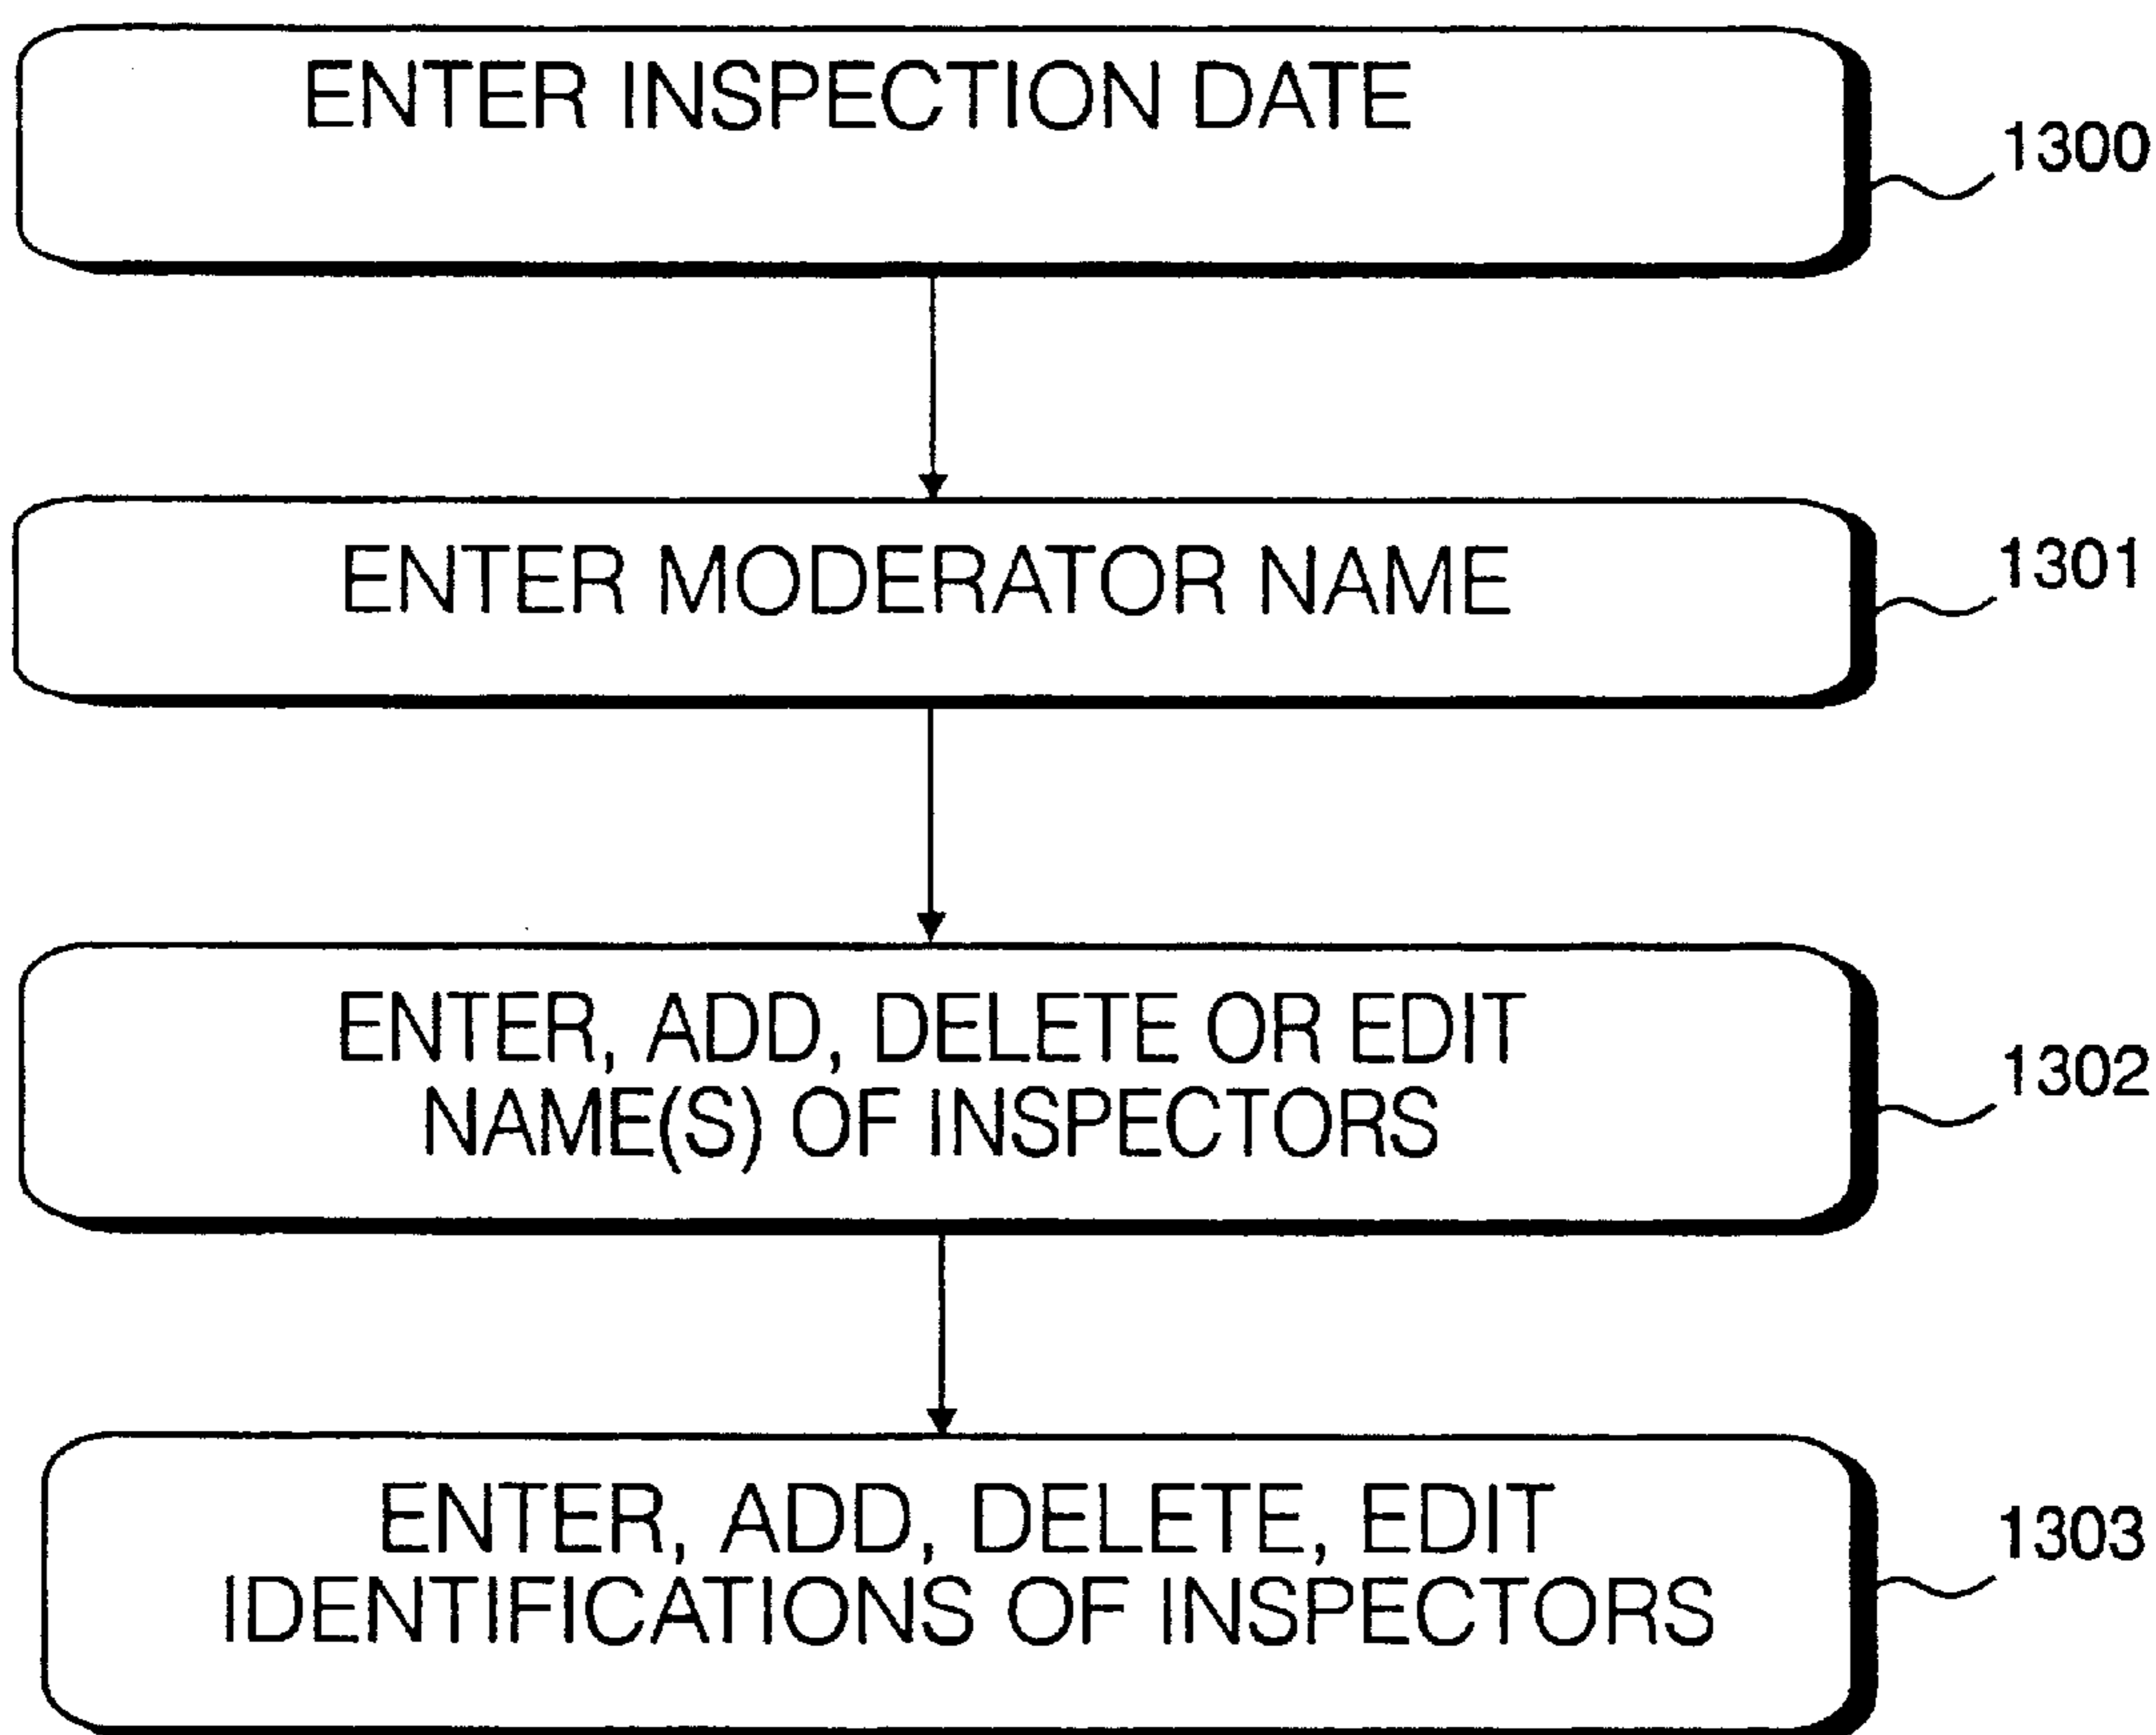 ENTER INSPECTION DATE
1300
ENTER MODERATOR NAME
1301
ENTER, ADD, DELETE OR EDIT
NAME(S) OF INSPECTORS
1302
ENTER, ADD, DELETE, EDIT
IDENTIFICATIONS OF INSPECTORS
1303